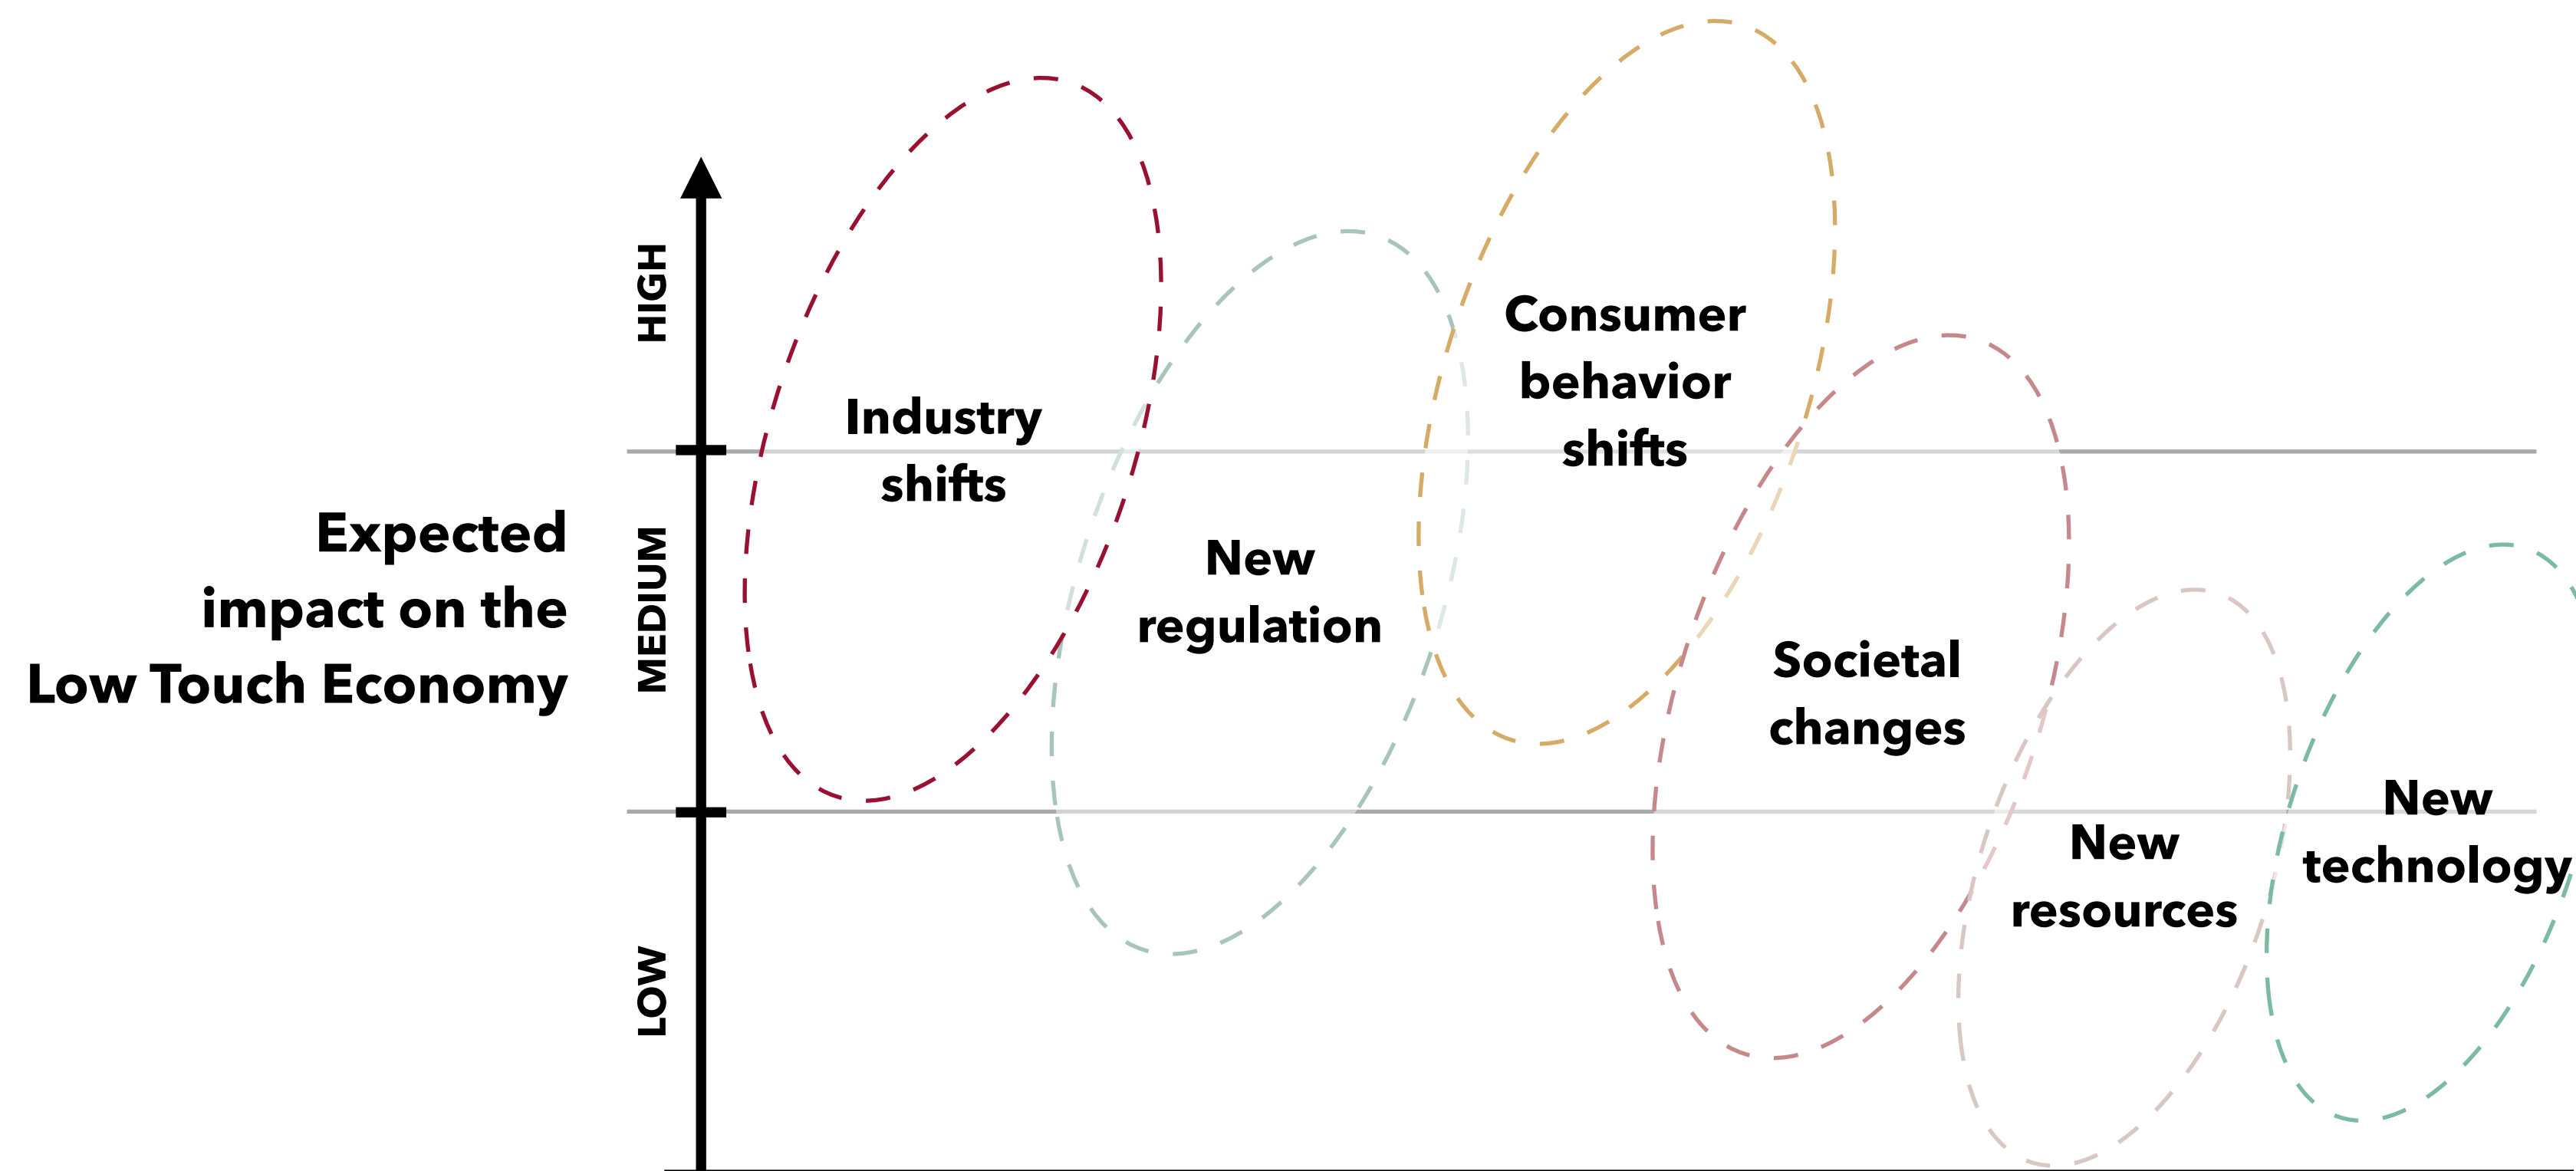 Expected
impact on the
Low Touch Economy
HIGH
MEDIUM
LOW
Industry
shifts
New
regulation
Consumer
behavior
shifts
Societal
changes
New
resources
New
technology